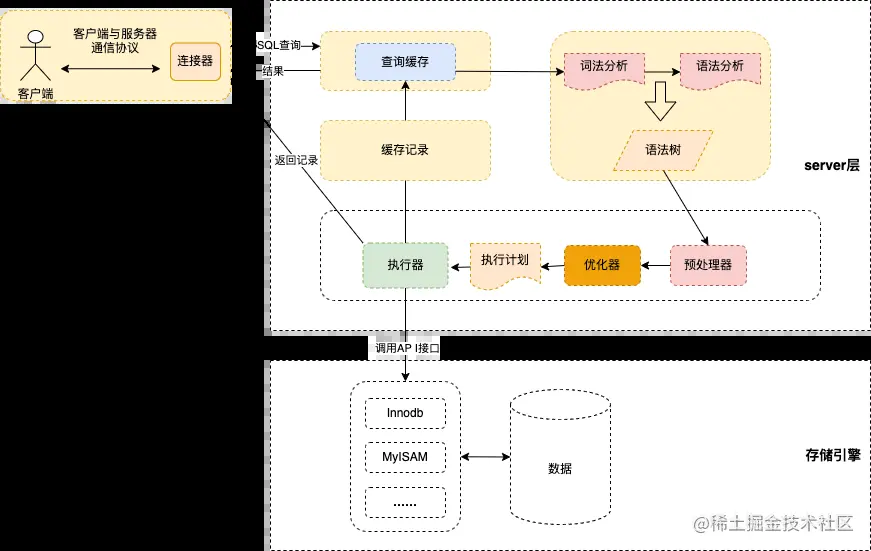 客户端与服务器
通信协议
连接器
客户端
SQL查询
结果
查询缓存
词法分析
语法分析
缓存记录
返回记录
语法树
server层
执行器
执行计划
优化器
预处理器
调用AP I接口
Innodb
MyISAM
......
数据
存储引擎
@稀土掘金技术社区